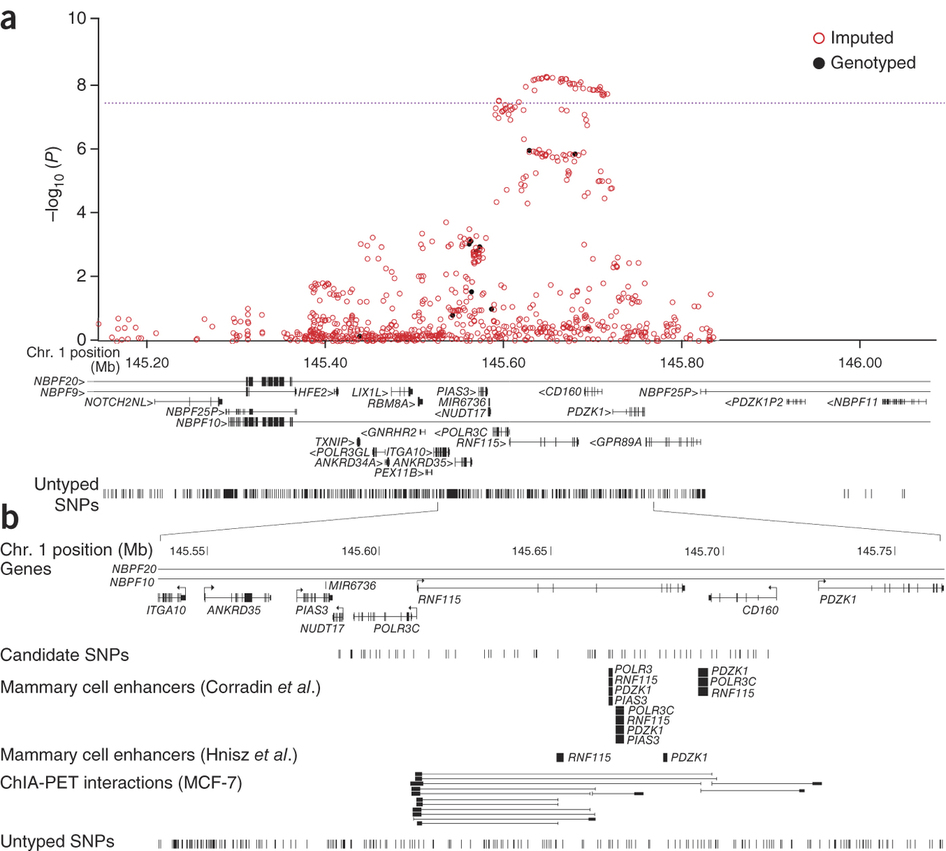 a
10
8
6
4
2
0
–log10 (P)
Imputed
Genotyped
Chr. 1 position
(Mb)
145.20 145.40 145.60 145.80 146.00
NBPF20>
NBPF9> HFE2> LIX1L> PIAS3> <CD160 NBPF25P>
NOTCH2NL> RBM8A> MIR6736 <PDZK1P2 <NBPF11
NBPF25P> <NUDT17 PDZK1>
NBPF10>
<GNRHR2 <POLR3C
TXNIP> RNF115> <GPR89A
<POLR3GL ITGA10>
ANKRD34A> ANKRD35>
PEX11B>
Untyped
SNPs
b
Chr. 1 position (Mb) 145.55 145.60 145.65 145.70 145.75
Genes NBPF20
NBPF10
MIR6736
RNF115
ITGA10 ANKRD35 PIAS3 CD160 PDZK1
NUDT17 POLR3C
Candidate SNPs
Mammary cell enhancers (Corradin et al.)
POLR3 PDZK1
RNF115 POLR3C
PDZK1 RNF115
PIAS3
POLR3C
RNF115
PDZK1
PIAS3
Mammary cell enhancers (Hnisz et al.) RNF115 PDZK1
ChIA-PET interactions (MCF-7)
Untyped SNPs